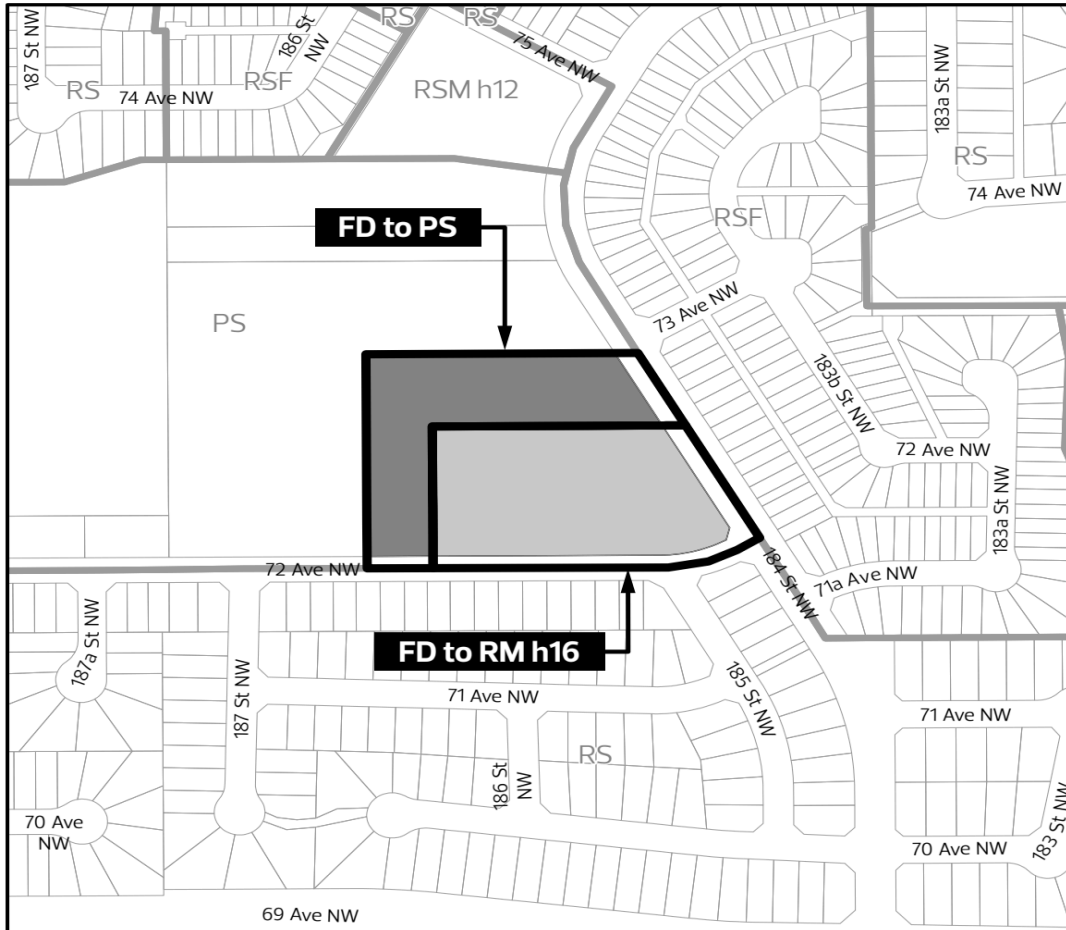 187 St NW
RS
74 Ave NW
RSF
186 St
NW
RS
RS
75 Ave NW
RSM h12
183a St NW
RS
74 Ave NW
FD to PS
RSF
PS
73 Ave NW
183b St NW
72 Ave NW
183a St NW
72 Ave NW
184 St NW
71a Ave NW
187a St NW
187 St NW
FD to RM h16
71 Ave NW
185 St NW
71 Ave NW
186 St
NW
RS
70 Ave
NW
70 Ave NW
183 St NW
69 Ave NW